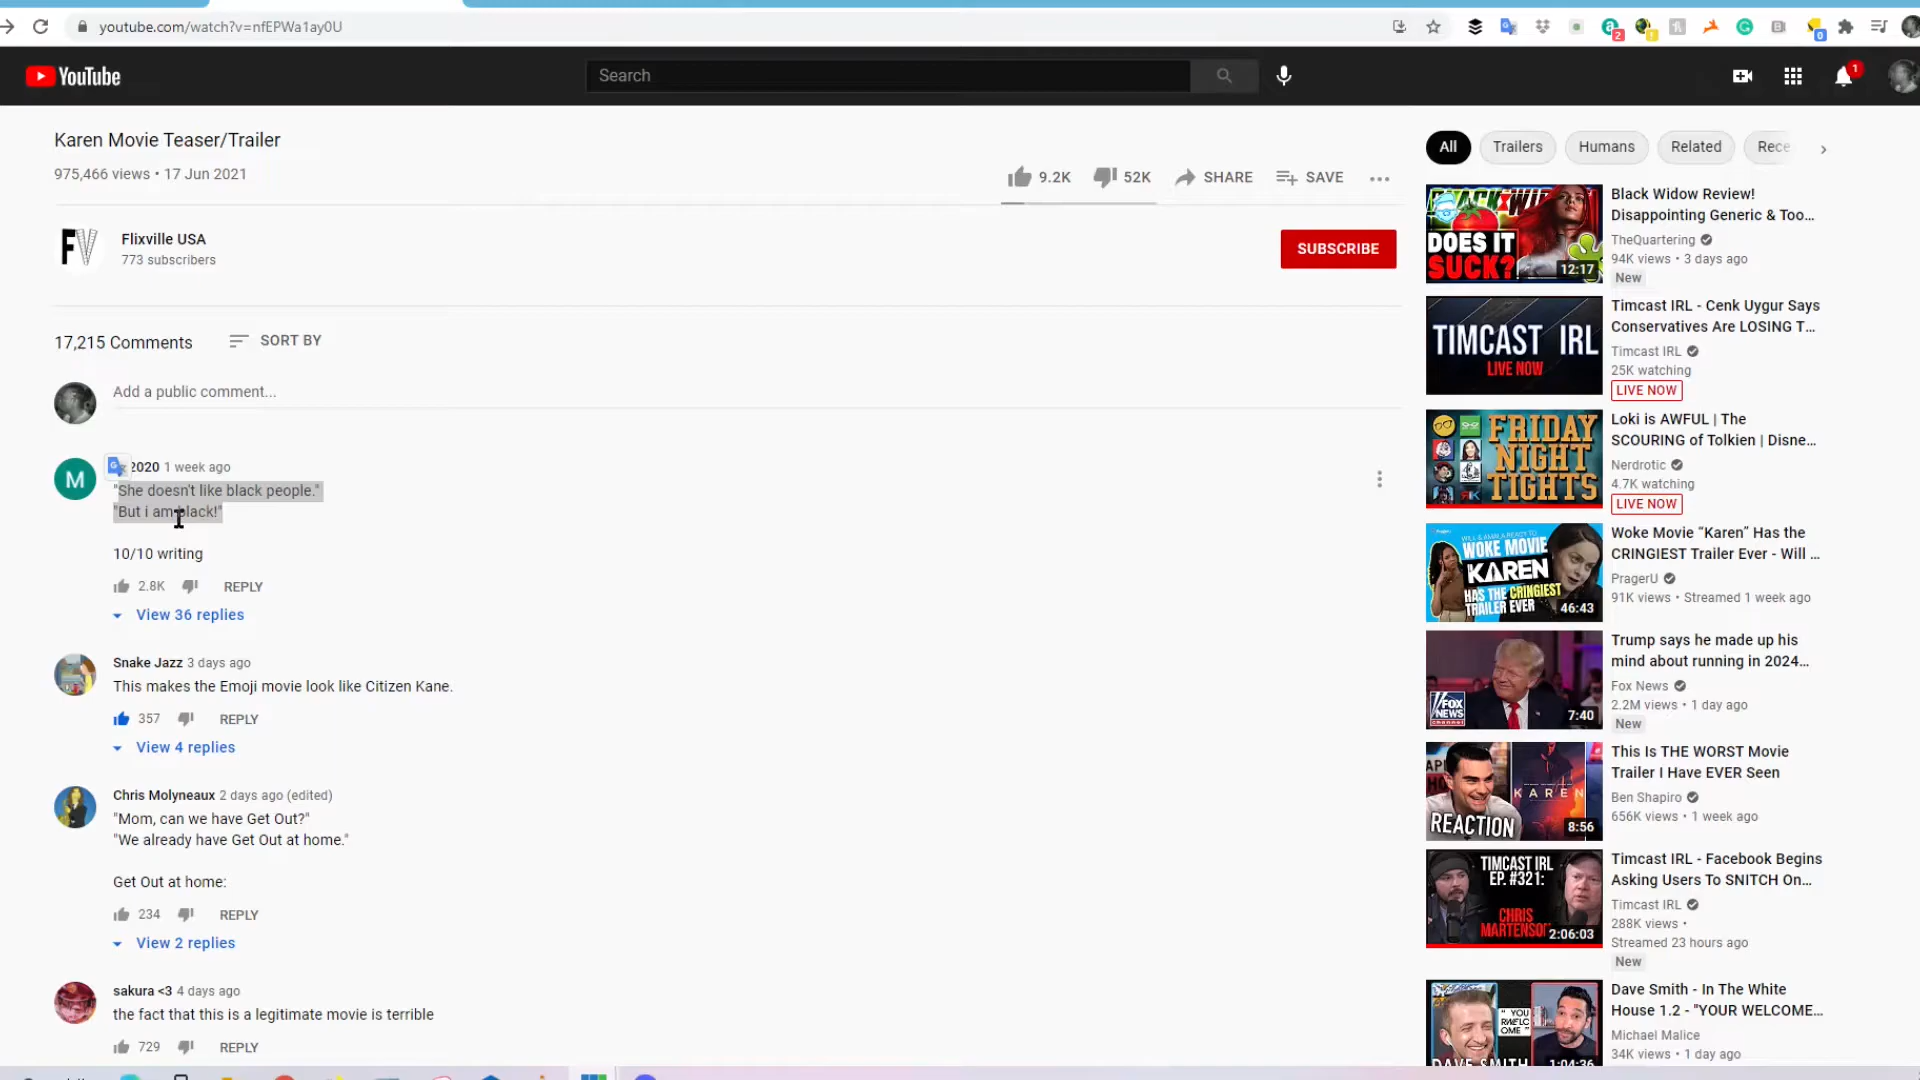 youtube.com/watch?v=nfEPWa1ay0U
2
0
YouTube
Search
1
Karen Movie Teaser/Trailer
975,466 views • 17 Jun 2021
9.2K
52K
SHARE
SAVE
FV
Flixville USA
773 subscribers
SUBSCRIBE
17,215 Comments
SORT BY
Add a public comment...
M
2020 1 week ago
"She doesn't like black people."
"But i am black!"
10/10 writing
2.8K
REPLY
View 36 replies
Snake Jazz 3 days ago
This makes the Emoji movie look like Citizen Kane.
357
REPLY
View 4 replies
Chris Molyneaux 2 days ago (edited)
"Mom, can we have Get Out?"
"We already have Get Out at home."
Get Out at home:
234
REPLY
View 2 replies
sakura <3 4 days ago
the fact that this is a legitimate movie is terrible
729
REPLY
All
Trailers
Humans
Related
Rece
DOES IT
SUCK?
12:17
Black Widow Review!
Disappointing Generic & Too...
TheQuartering
94K views • 3 days ago
New
TIMCAST IRL
LIVE NOW
Timcast IRL - Cenk Uygur Says
Conservatives Are LOSING T...
Timcast IRL
25K watching
LIVE NOW
FRIDAY
NIGHT
TIGHTS
Loki is AWFUL | The
SCOURING of Tolkien | Disne...
Nerdrotic
4.7K watching
LIVE NOW
WOKE MOVIE
KAREN
HAS THE CRINGIEST
TRAILER EVER
46:43
Woke Movie “Karen” Has the
CRINGIEST Trailer Ever - Will ...
PragerU
91K views • Streamed 1 week ago
FOX
NEWS
channel
7:40
Trump says he made up his
mind about running in 2024...
Fox News
2.2M views • 1 day ago
New
KAREN
REACTION
8:56
This Is THE WORST Movie
Trailer I Have EVER Seen
Ben Shapiro
656K views • 1 week ago
TIMCAST IRL
EP. #321:
CHRIS
MARTENSON
2:06:03
Timcast IRL - Facebook Begins
Asking Users To SNITCH On...
Timcast IRL
288K views •
Streamed 23 hours ago
New
"YOU
WELCOME"
DAVE SMITH
1:04:36
Dave Smith - In The White
House 1.2 - "YOUR WELCOME...
Michael Malice
34K views • 1 day ago